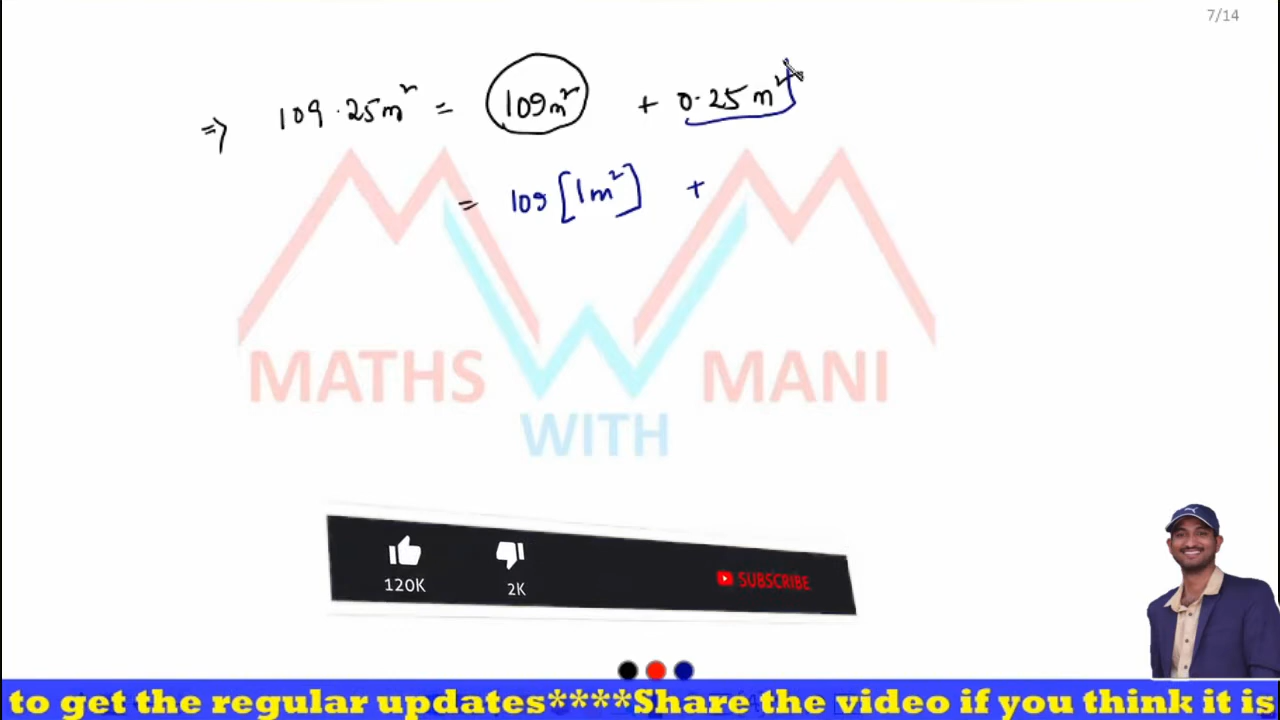 7/14
⇒ 109.25m² = 109m² + 0.25m²
= 109 [1m²] +
MATHS
WITH
MANI
120K 2K SUBSCRIBE
to get the regular updates****Share the video if you think it is